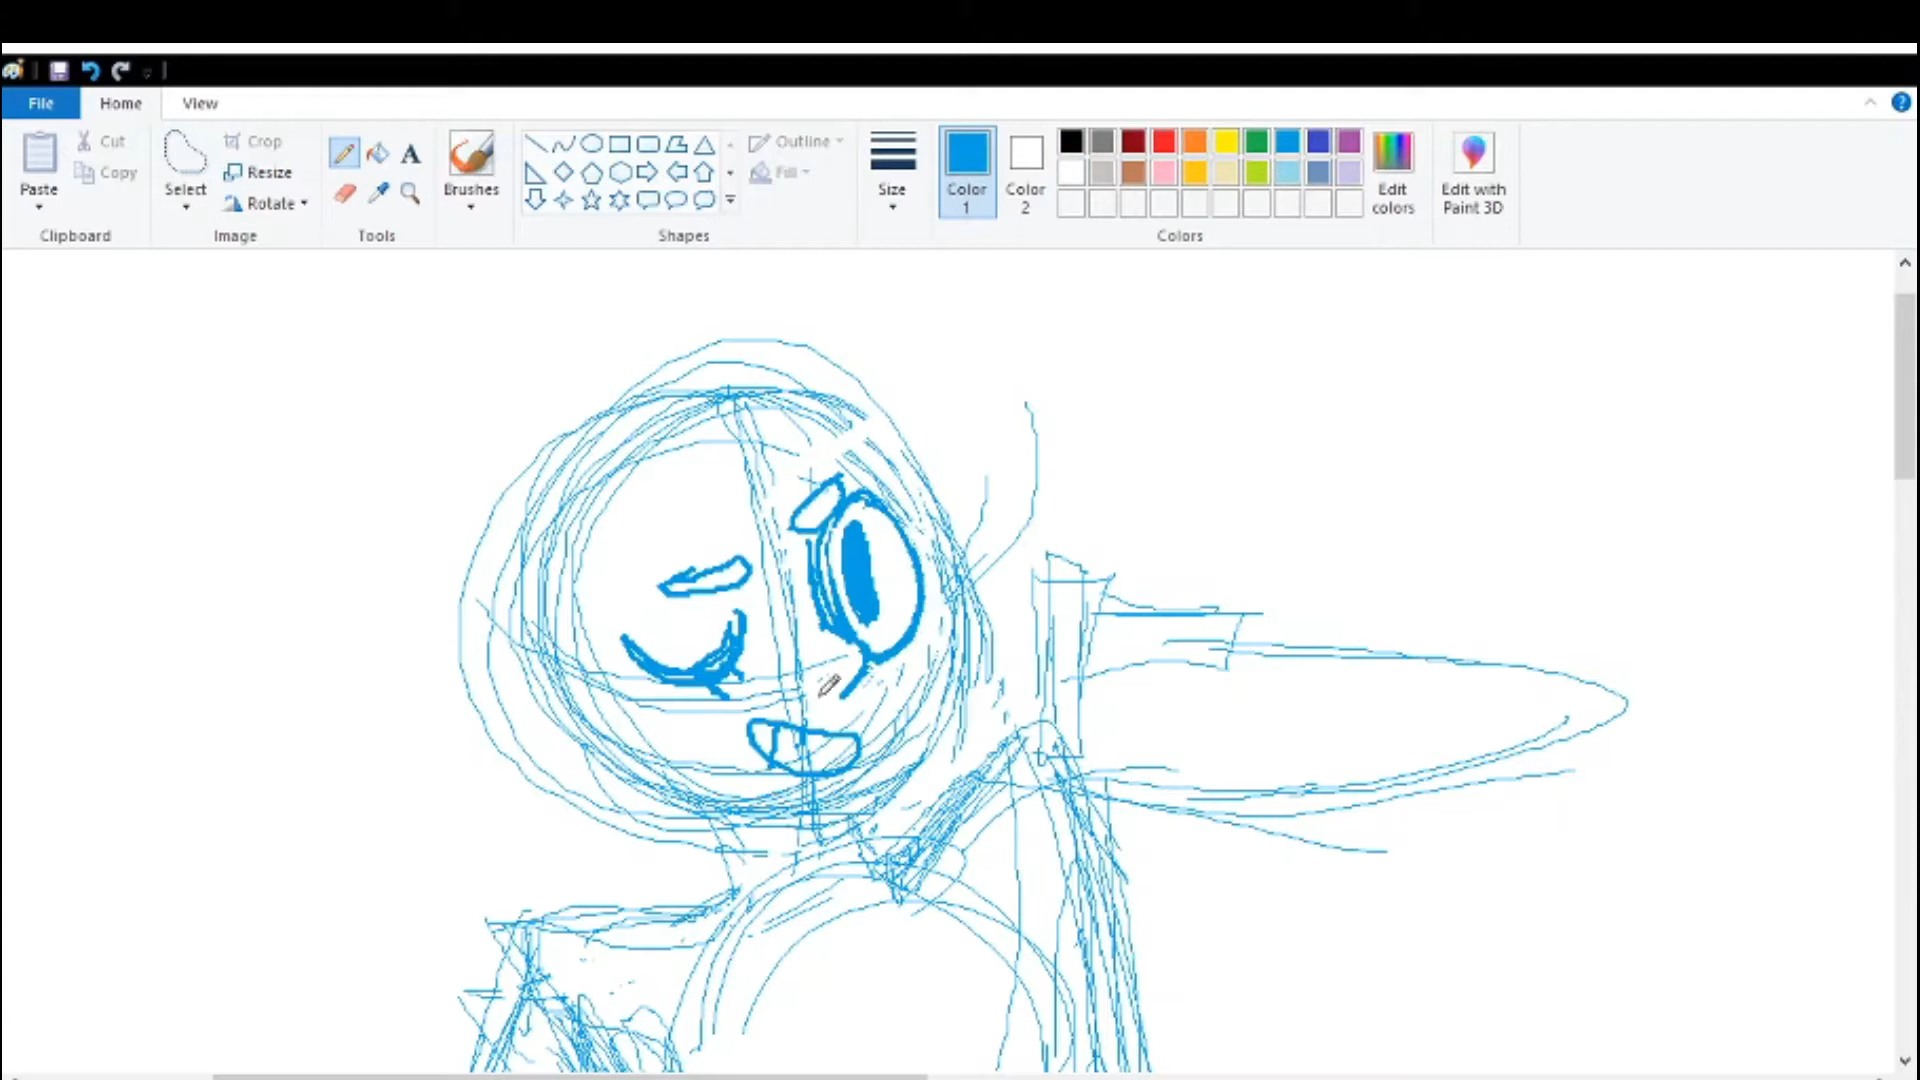 File Home View
Cut
Copy
Paste
Clipboard
Crop
Resize
Rotate
Select
Image
A
Tools
Brushes
Outline
Fill
Shapes
Size
Color
1
Color
2
Edit
colors
Colors
Edit with
Paint 3D
?